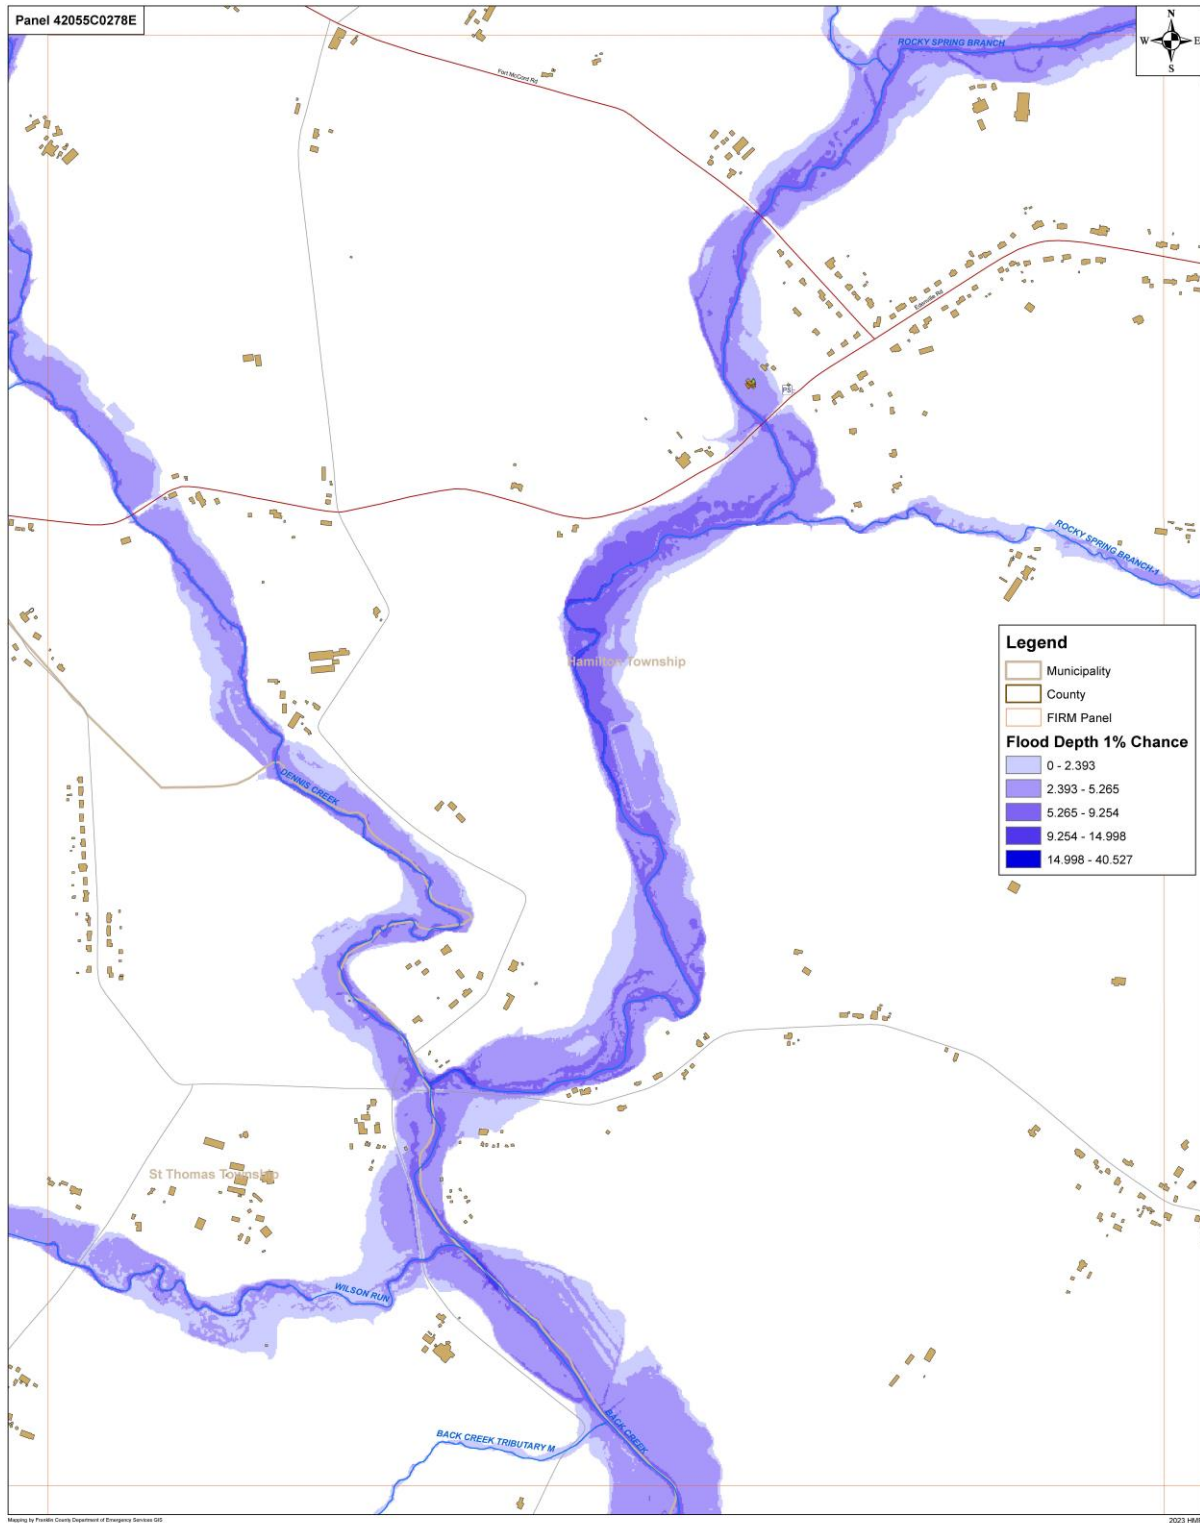 Panel 42055C0278E
N
W E
S
ROCKY SPRING BRANCH
Fort McCord Rd
Edenville Rd
PS
ROCKY SPRING BRANCH-1
Hamilton Township
Legend
Municipality
County
FIRM Panel
Flood Depth 1% Chance
0 - 2.393
2.393 - 5.265
5.265 - 9.254
9.254 - 14.998
14.998 - 40.527
DENNIS CREEK
St Thomas Township
WILSON RUN
BACK CREEK
BACK CREEK TRIBUTARY M
Mapping by Franklin County Department of Emergency Services GIS
2023 HMP